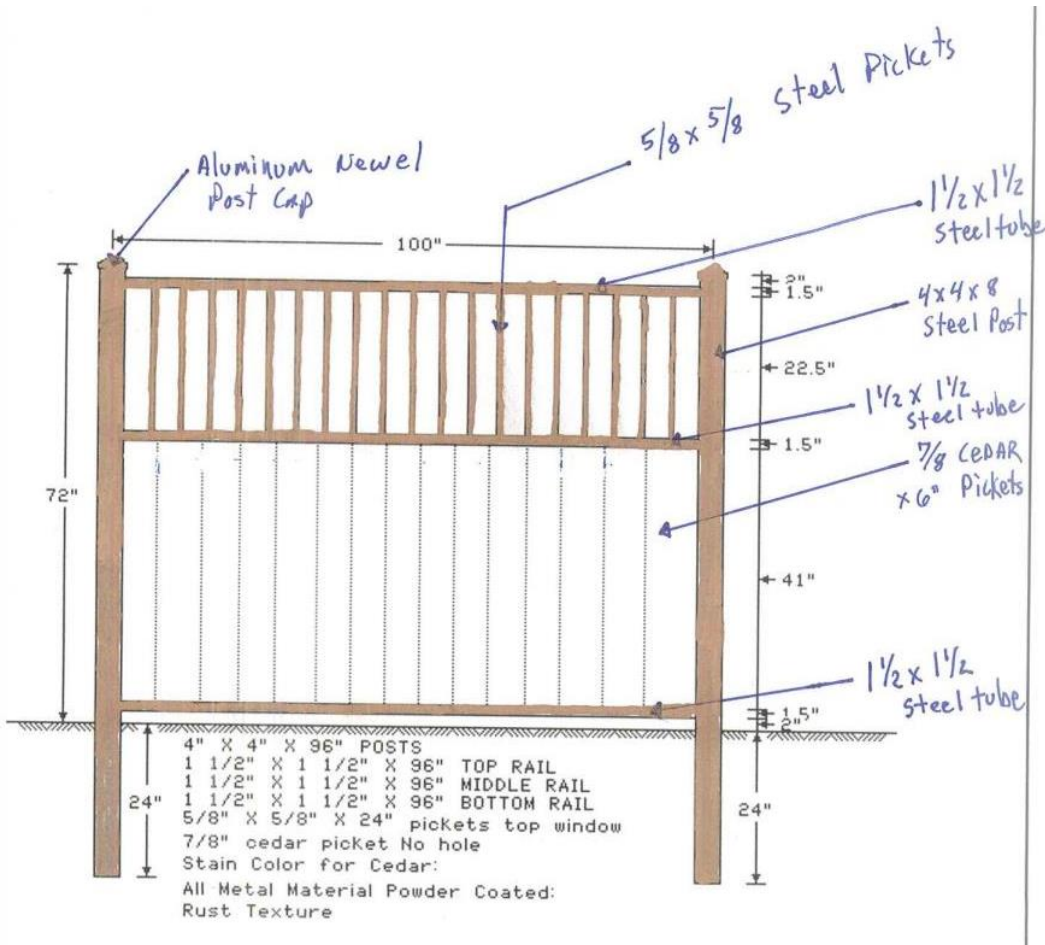 5/8 x 5/8 Steel Pickets
Aluminum Newel
Post Cap
1 1/2 x 1 1/2
Steel tube
100"
2"
1.5"
4x4x8
Steel Post
22.5"
1 1/2 x 1 1/2
Steel tube
1.5"
7/8 CEDAR
x 6" Pickets
72"
41"
1 1/2 x 1 1/2
Steel tube
1.5"
2"
4" X 4" X 96" POSTS
1 1/2" X 1 1/2" X 96" TOP RAIL
1 1/2" X 1 1/2" X 96" MIDDLE RAIL
1 1/2" X 1 1/2" X 96" BOTTOM RAIL
24"
24"
5/8" X 5/8" X 24" pickets top window
7/8" cedar picket No hole
Stain Color for Cedar:
All Metal Material Powder Coated:
Rust Texture